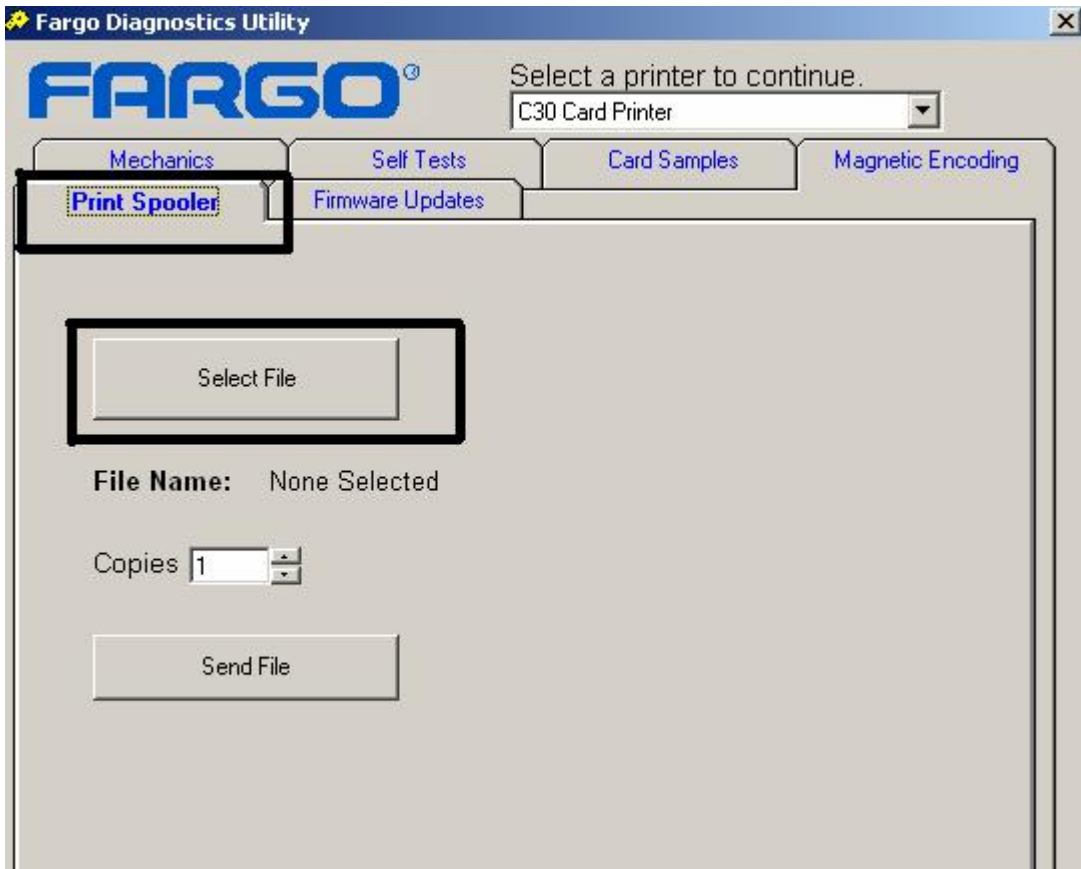 Fargo Diagnostics Utility
FARGO®
Select a printer to continue.
C30 Card Printer
Mechanics Self Tests Card Samples Magnetic Encoding
Print Spooler Firmware Updates
Select File
File Name: None Selected
Copies 1
Send File